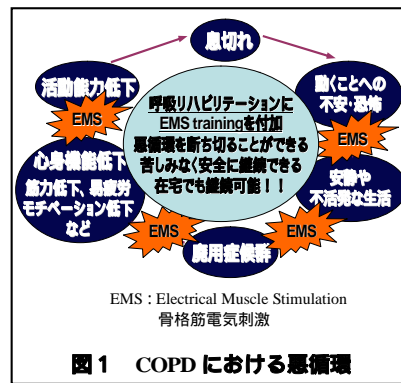 息切れ
活動能力低下
動くことへの
不安・恐怖
呼吸リハビリテーションに
EMS trainingを付加
悪循環を断ち切ることができる
苦しみなく安全に継続できる
在宅でも継続可能！！
EMS
EMS
心身機能低下
筋力低下、易疲労
モチベーション低下
など
安静や
不活発な生活
EMS
EMS
廃用症候群
EMS : Electrical Muscle Stimulation
骨格筋電気刺激
図1 COPD における悪循環